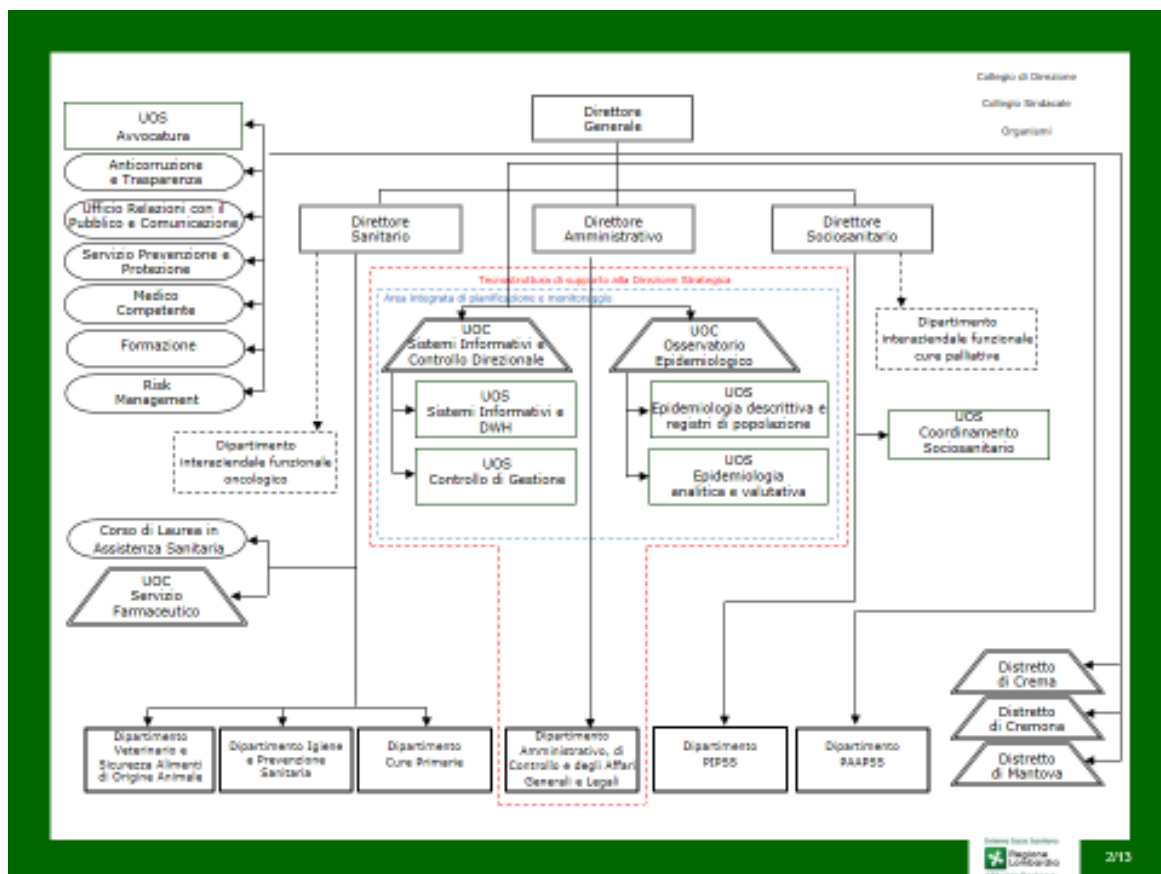 Collegio di Direzione
Collegio Sindacale
Organismi
Direttore
Generale
UOS
Avvocatura
Anticorruzione
e Trasparenza
Ufficio Relazioni con il
Pubblico e Comunicazione
Servizio Prevenzione e
Protezione
Medico
Competente
Formazione
Risk
Management
Direttore
Sanitario
Direttore
Amministrativo
Direttore
Sociosanitario
Tecnostruttura di supporto alla Direzione Strategica
Area integrata di pianificazione e monitoraggio
UOC
Sistemi Informativi e
Controllo Direzionale
UOC
Osservatorio
Epidemiologico
Dipartimento
interaziendale funzionale
cure palliative
UOS
Sistemi Informativi e
DWH
UOS
Epidemiologia descrittiva e
registri di popolazione
UOS
Coordinamento
Sociosanitario
Dipartimento
interaziendale funzionale
oncologico
UOS
Controllo di Gestione
UOS
Epidemiologia
analitica e valutativa
Corso di Laurea in
Assistenza Sanitaria
UOC
Servizio
Farmaceutico
Distretto
di Crema
Distretto
di Cremona
Distretto
di Mantova
Dipartimento
Veterinario e
Sicurezza Alimenti
di Origine Animale
Dipartimento Igiene
e Prevenzione
Sanitaria
Dipartimento
Cure Primarie
Dipartimento
Amministrativo, di
Controllo e degli Affari
Generali e Legali
Dipartimento
PIPSS
Dipartimento
PAAPSS
Sistema Socio Sanitario
Regione
Lombardia
2/13